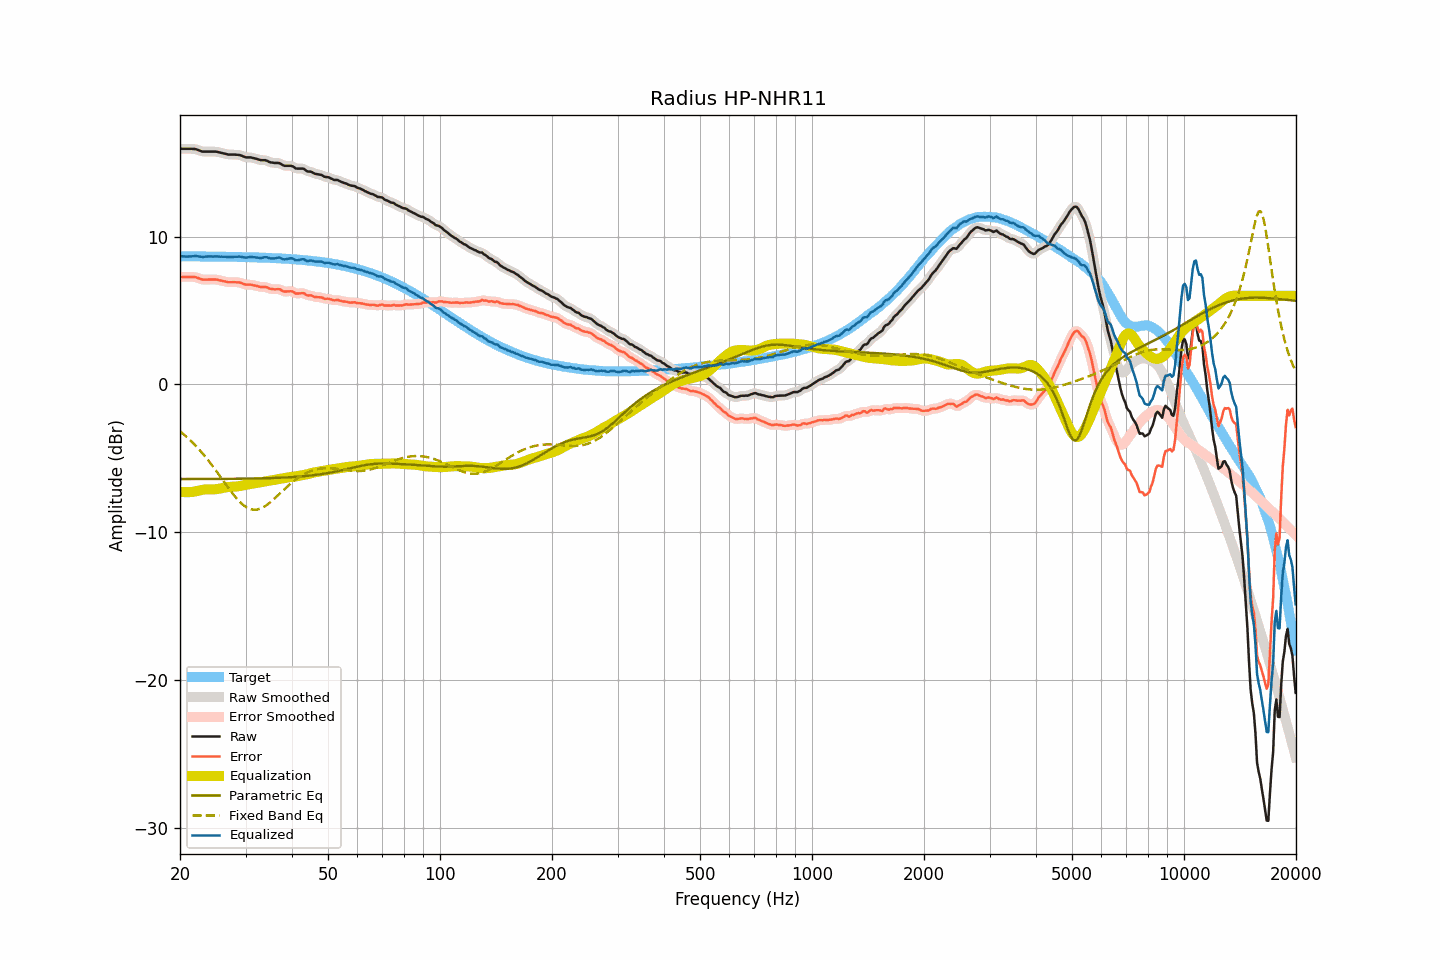 Radius HP-NHR11
Amplitude (dBr)
10
0
−10
−20
−30
Target
Raw Smoothed
Error Smoothed
Raw
Error
Equalization
Parametric Eq
Fixed Band Eq
Equalized
20 50 100 200 500 1000 2000 5000 10000 20000
Frequency (Hz)